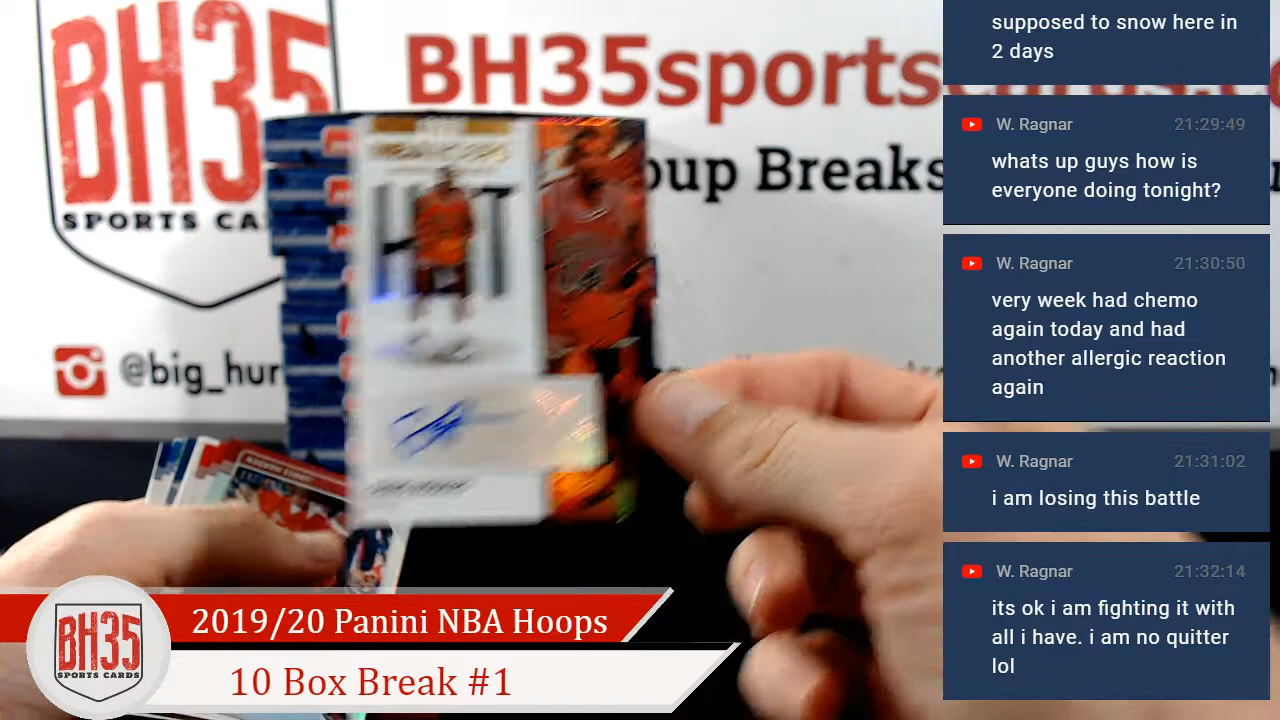 BH35
SPORTS CA
BH35sports
oup Breaks
@big_hur
HOT
supposed to snow here in
2 days
W. Ragnar 21:29:49
whats up guys how is
everyone doing tonight?
W. Ragnar 21:30:50
very week had chemo
again today and had
another allergic reaction
again
W. Ragnar 21:31:02
i am losing this battle
W. Ragnar 21:32:14
its ok i am fighting it with
all i have. i am no quitter
lol
BH35
SPORTS CARDS
2019/20 Panini NBA Hoops
10 Box Break #1